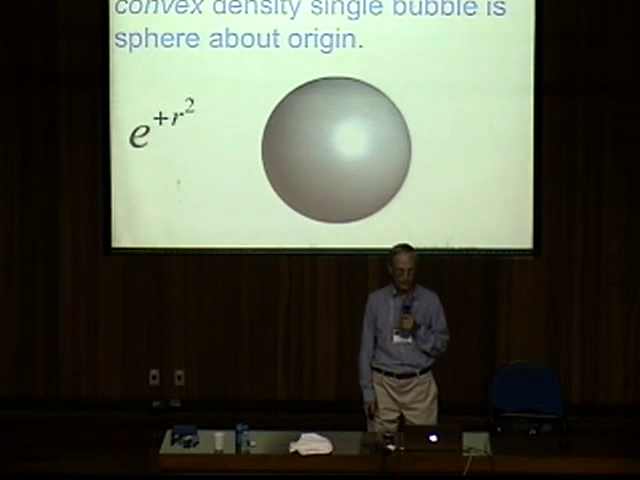 convex density single bubble is
sphere about origin.
e^{+r^2}